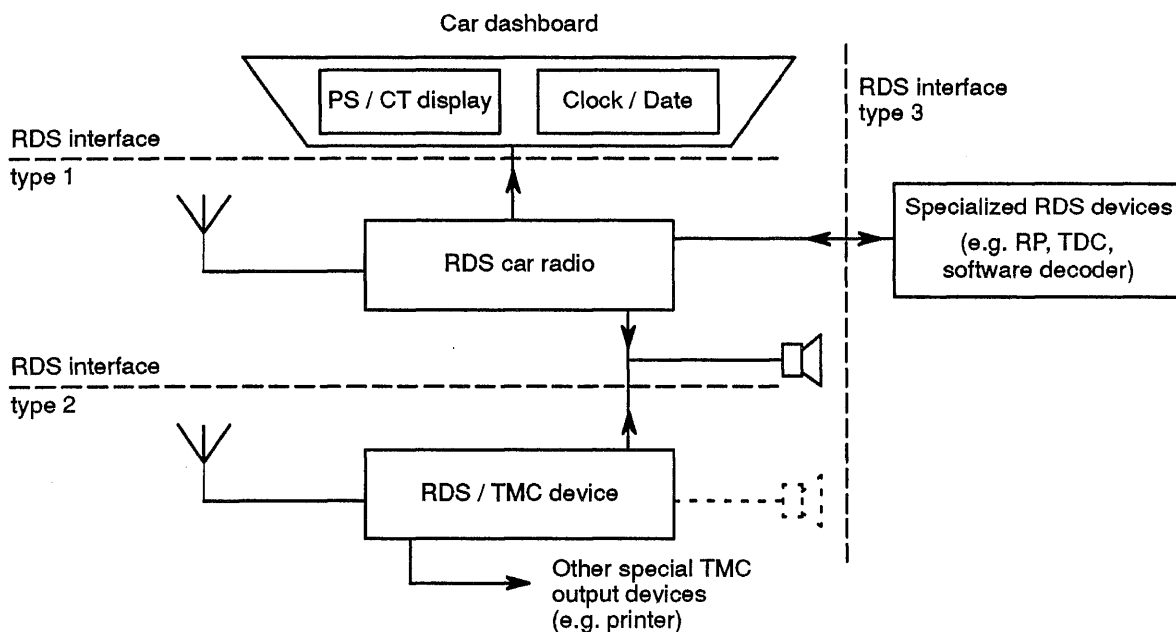 Car dashboard
PS / CT display
Clock / Date
RDS interface
type 3
RDS interface
type 1
Specialized RDS devices
(e.g. RP, TDC,
software decoder)
RDS car radio
RDS interface
type 2
RDS / TMC device
Other special TMC
output devices
(e.g. printer)